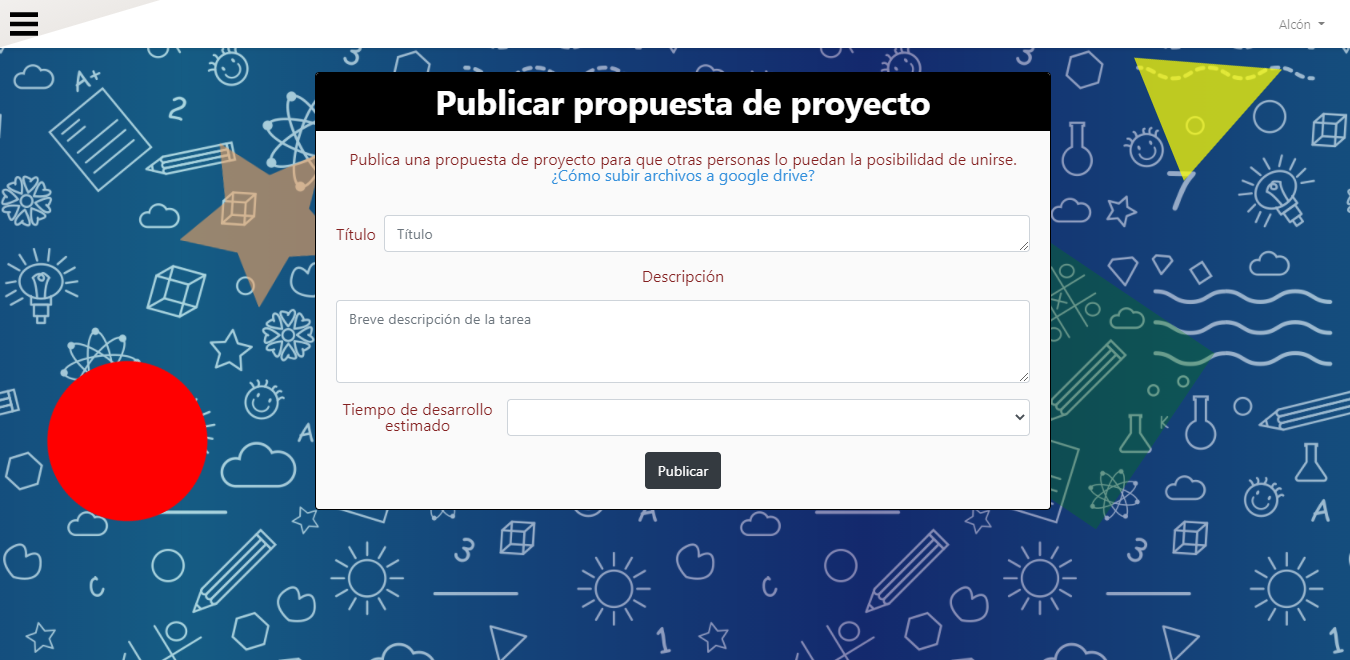 Alcón
Publicar propuesta de proyecto
Publica una propuesta de proyecto para que otras personas lo puedan la posibilidad de unirse.
¿Cómo subir archivos a google drive?
Título
Título
Descripción
Breve descripción de la tarea
Tiempo de desarrollo
estimado
Publicar